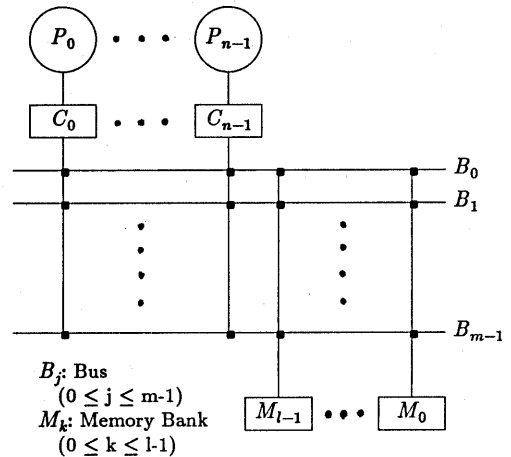 P₀ • • • Pₙ₋₁
C₀ • • • Cₙ₋₁
B₀
B₁
Bₘ₋₁
Bⱼ: Bus
(0 ≤ j ≤ m-1)
Mₖ: Memory Bank
(0 ≤ k ≤ l-1)
Mₗ₋₁ ••• M₀